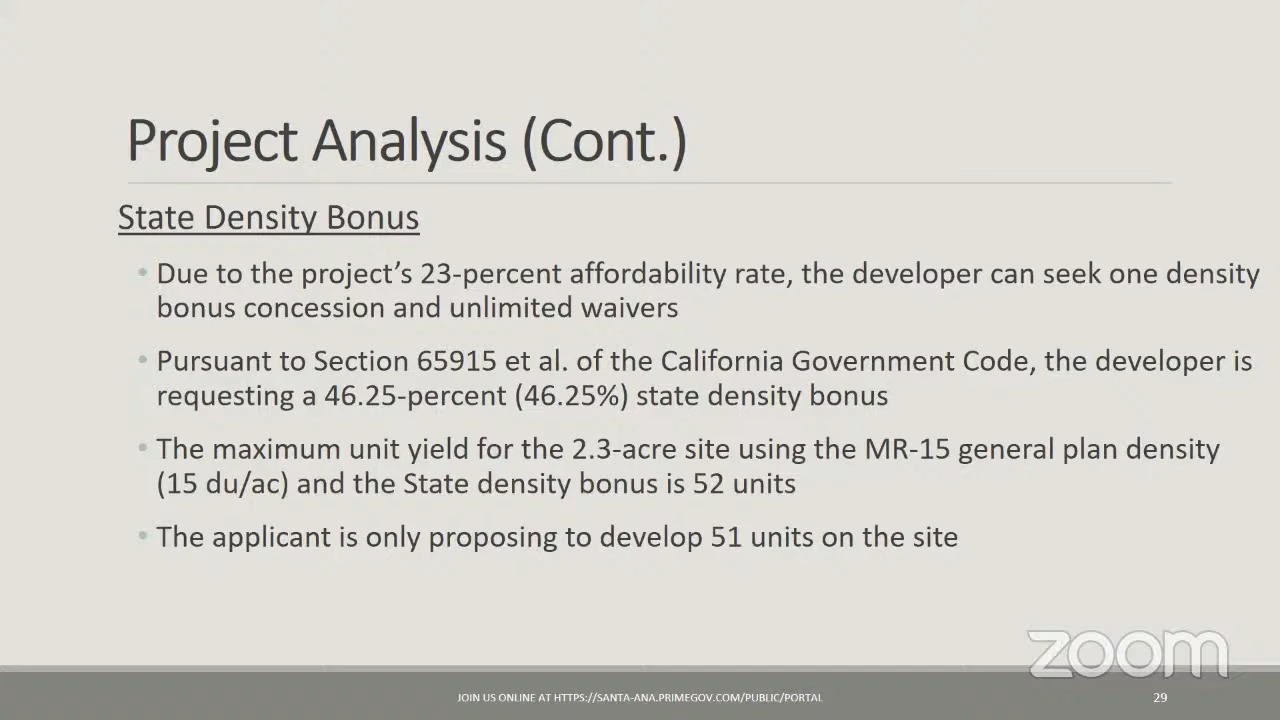 Project Analysis (Cont.)
State Density Bonus
• Due to the project's 23-percent affordability rate, the developer can seek one density
bonus concession and unlimited waivers
• Pursuant to Section 65915 et al. of the California Government Code, the developer is
requesting a 46.25-percent (46.25%) state density bonus
• The maximum unit yield for the 2.3-acre site using the MR-15 general plan density
(15 du/ac) and the State density bonus is 52 units
• The applicant is only proposing to develop 51 units on the site
zoom
JOIN US ONLINE AT HTTPS://SANTA-ANA.PRIMEGOV.COM/PUBLIC/PORTAL
29